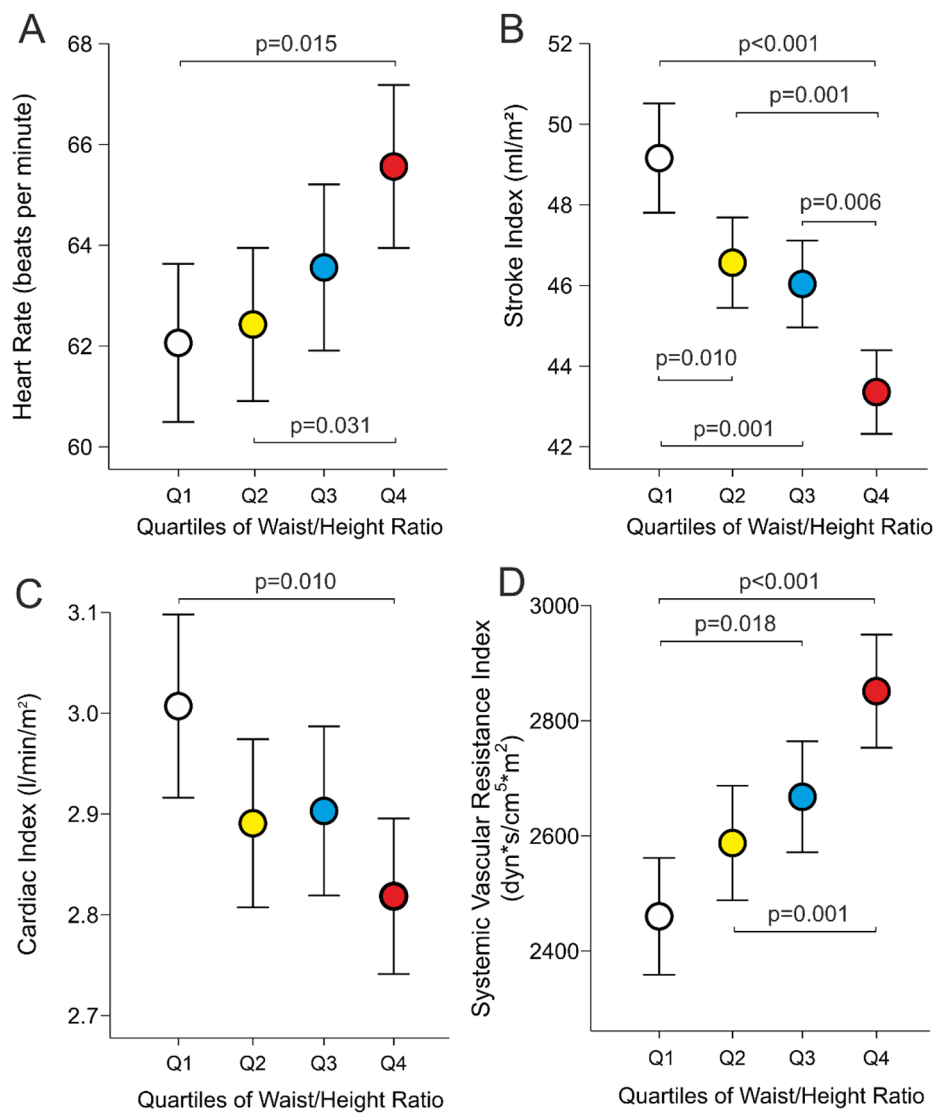 A
68
66
64
62
60
Heart Rate (beats per minute)
p=0.015
p=0.031
Q1 Q2 Q3 Q4
Quartiles of Waist/Height Ratio
B
52
50
48
46
44
42
Stroke Index (ml/m²)
p<0.001
p=0.001
p=0.006
p=0.010
p=0.001
Q1 Q2 Q3 Q4
Quartiles of Waist/Height Ratio
C
3.1
3.0
2.9
2.8
2.7
Cardiac Index (l/min/m²)
p=0.010
Q1 Q2 Q3 Q4
Quartiles of Waist/Height Ratio
D
3000
2800
2600
2400
Systemic Vascular Resistance Index
(dyn*s/cm⁵*m²)
p<0.001
p=0.018
p=0.001
Q1 Q2 Q3 Q4
Quartiles of Waist/Height Ratio